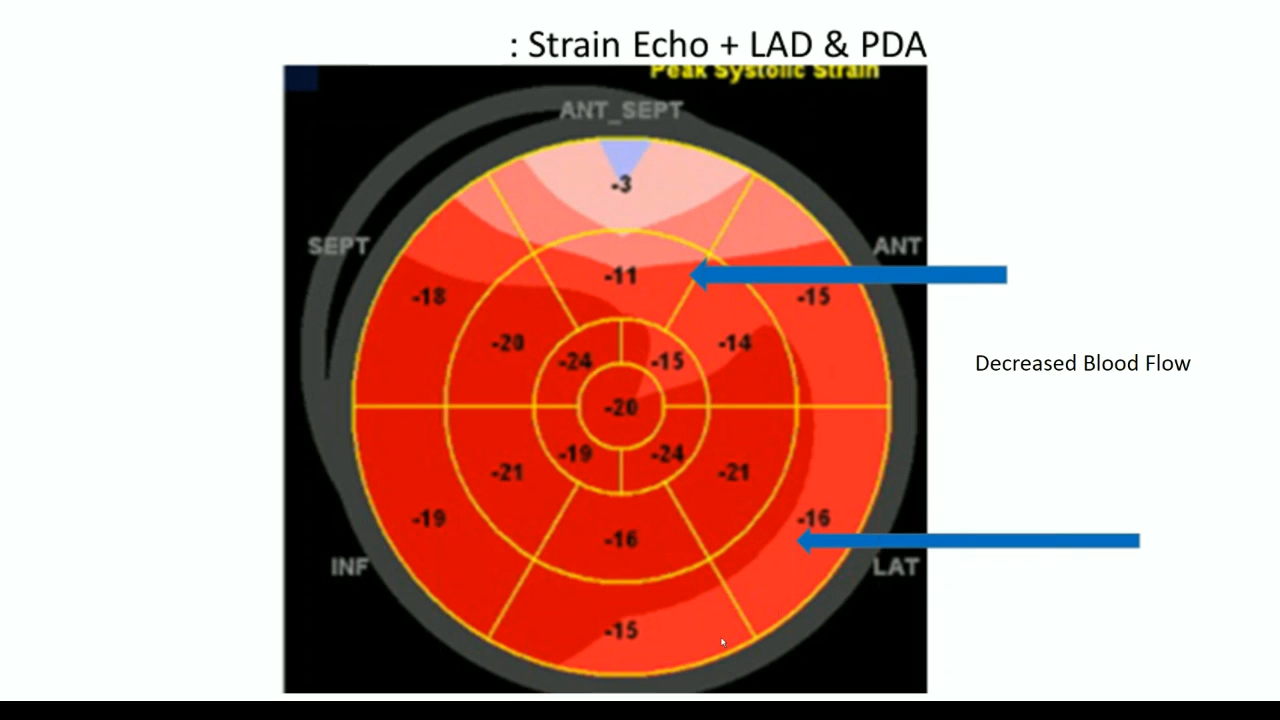 : Strain Echo + LAD & PDA
Peak Systolic Strain
ANT_SEPT
-3
SEPT
ANT
-11
-18
-15
-20
-14
-24
-15
Decreased Blood Flow
-20
-19
-24
-21
-21
-19
-16
-16
INF
LAT
-15